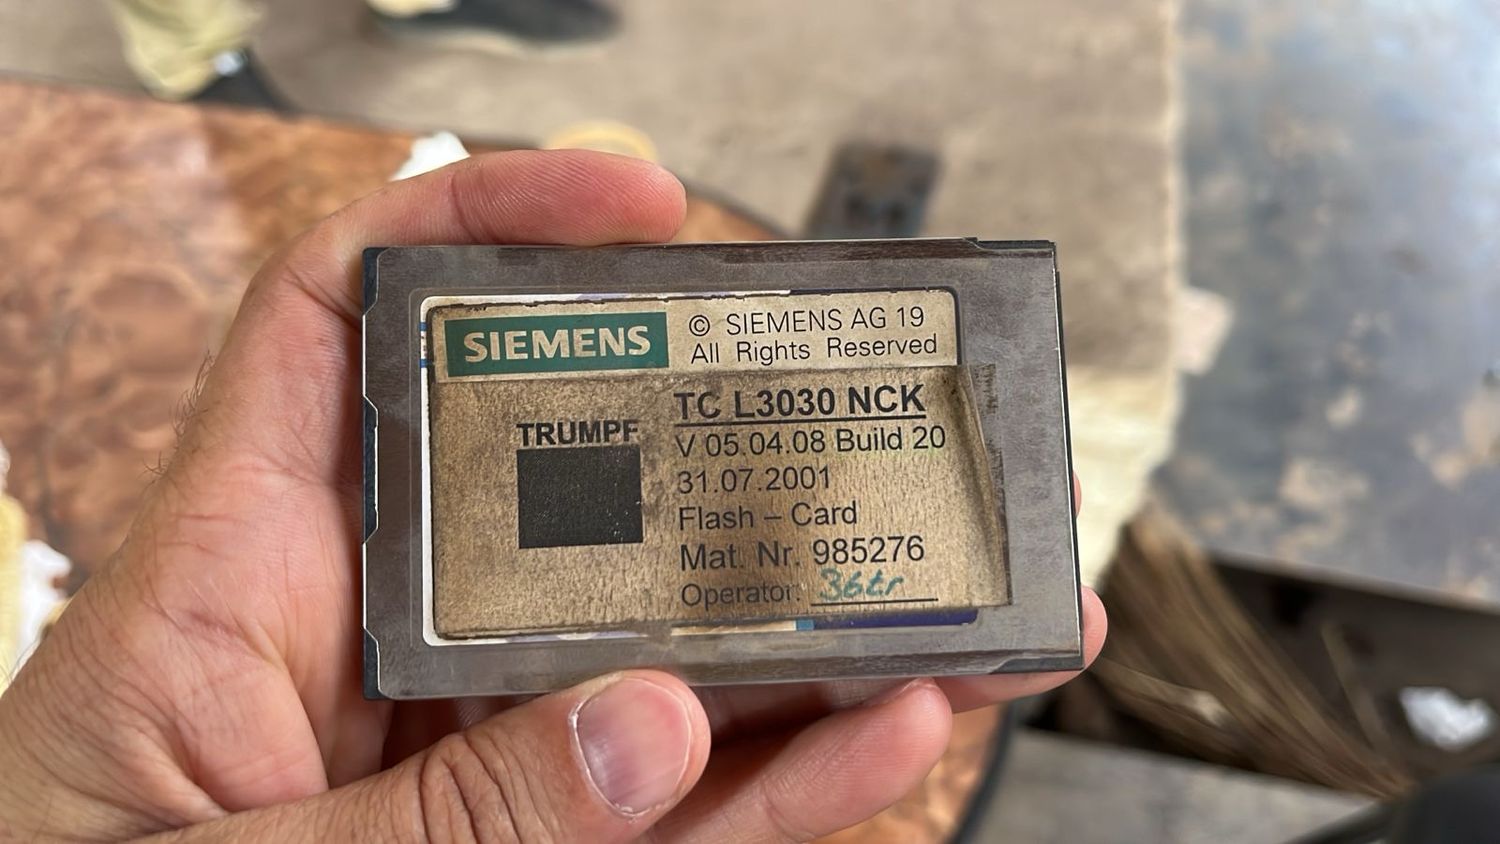 SIEMENS
© SIEMENS AG 19
All Rights Reserved
TRUMPF
TC L3030 NCK
V 05.04.08 Build 20
31.07.2001
Flash – Card
Mat. Nr. 985276
Operator: 36tr